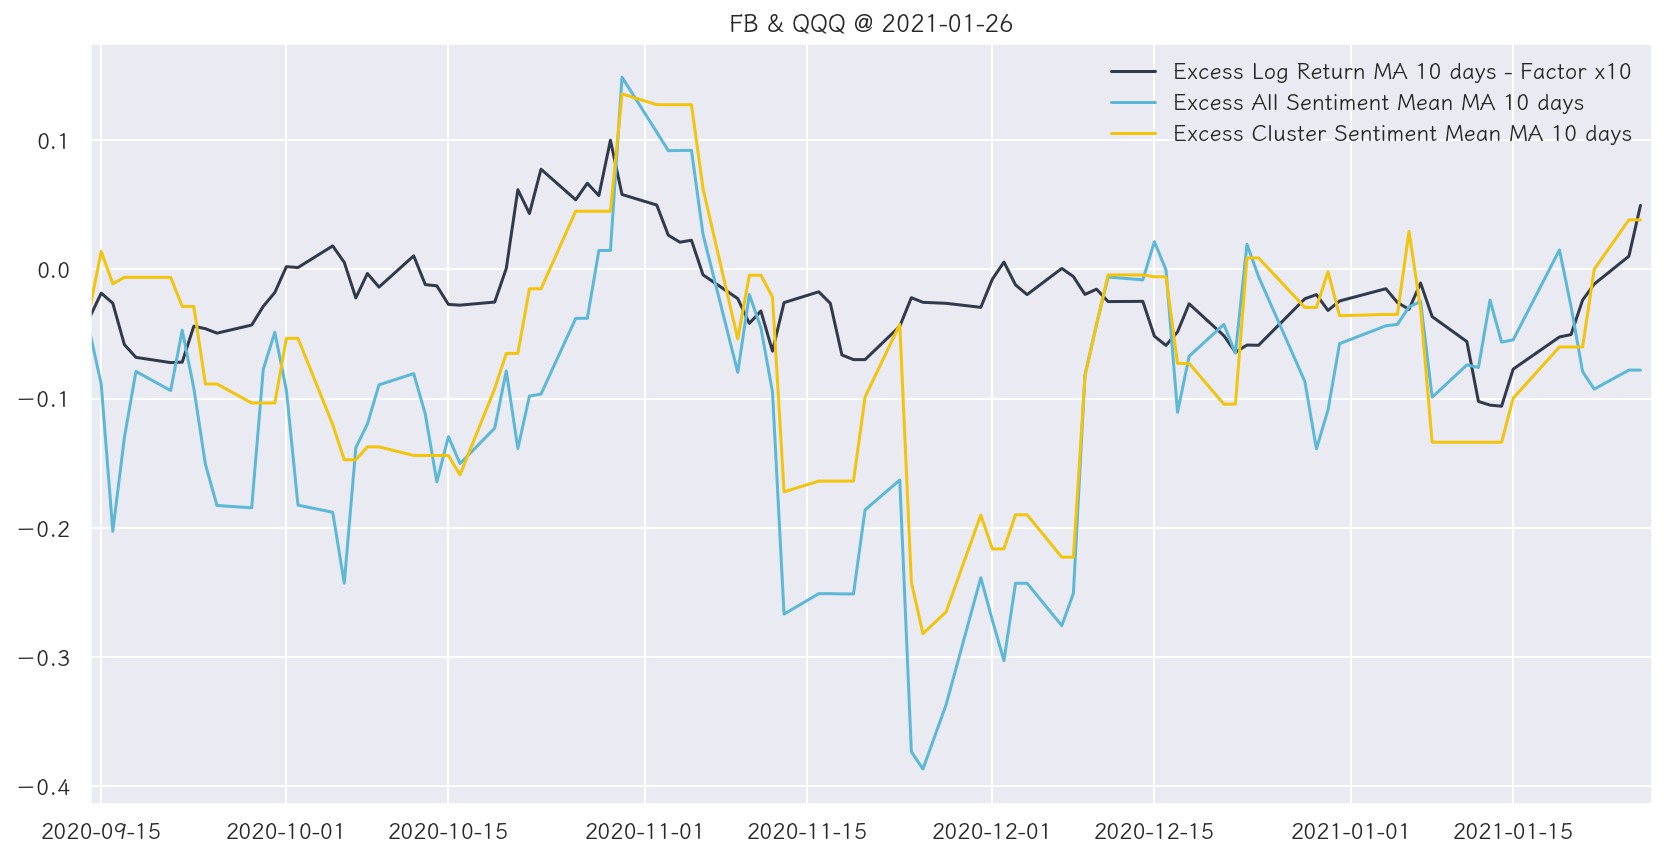 FB & QQQ @ 2021-01-26
Excess Log Return MA 10 days - Factor x10
Excess All Sentiment Mean MA 10 days
Excess Cluster Sentiment Mean MA 10 days
0.1
0.0
−0.1
−0.2
−0.3
−0.4
2020-09-15 2020-10-01 2020-10-15 2020-11-01 2020-11-15 2020-12-01 2020-12-15 2021-01-01 2021-01-15